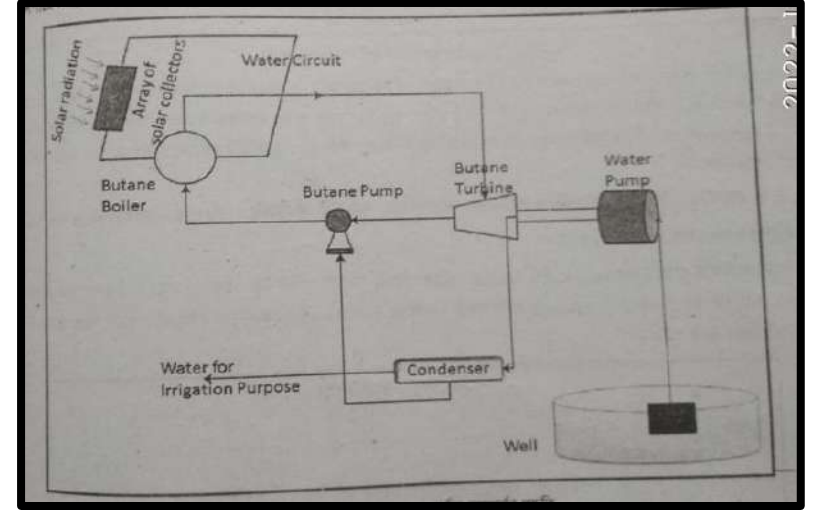 Solar radiation
Array of
solar collectors
Water Circuit
Butane
Boiler
Butane Pump
Butane
Turbine
Water
Pump
Water for
Irrigation Purpose
Condenser
Well